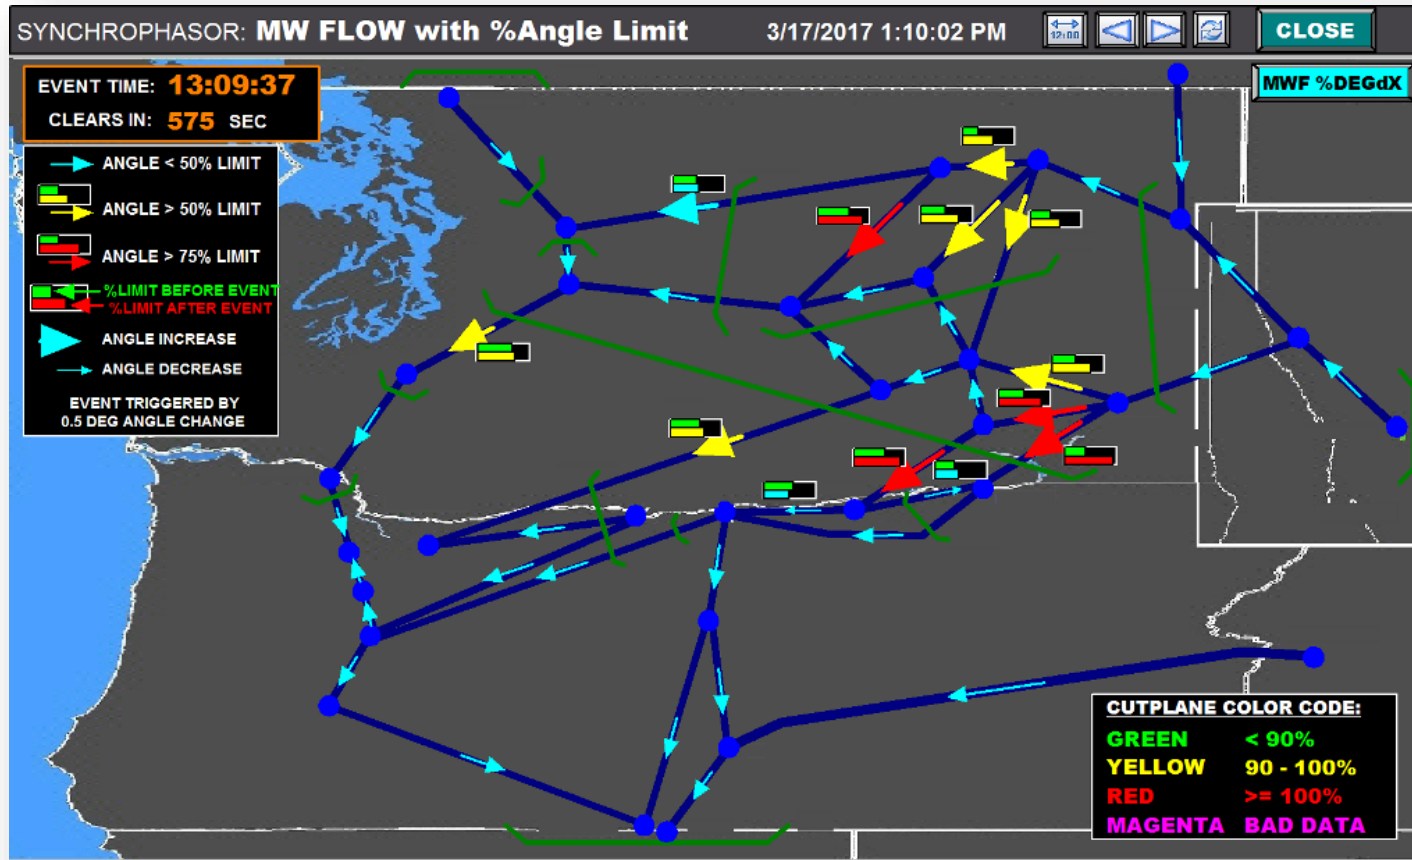 SYNCHROPHASOR: MW FLOW with %Angle Limit 3/17/2017 1:10:02 PM 12:00 CLOSE
MWF %DEGdX
EVENT TIME: 13:09:37
CLEARS IN: 575 SEC
ANGLE < 50% LIMIT
ANGLE > 50% LIMIT
ANGLE > 75% LIMIT
%LIMIT BEFORE EVENT
%LIMIT AFTER EVENT
ANGLE INCREASE
ANGLE DECREASE
EVENT TRIGGERED BY
0.5 DEG ANGLE CHANGE
CUTPLANE COLOR CODE:
GREEN < 90%
YELLOW 90 - 100%
RED >= 100%
MAGENTA BAD DATA